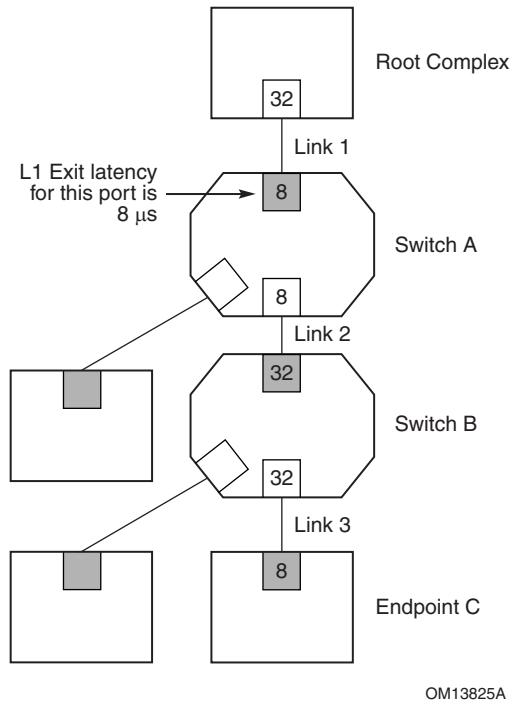 Root Complex
32
Link 1
L1 Exit latency
for this port is
8 μs
8
Switch A
8
Link 2
32
Switch B
32
Link 3
8
Endpoint C
OM13825A